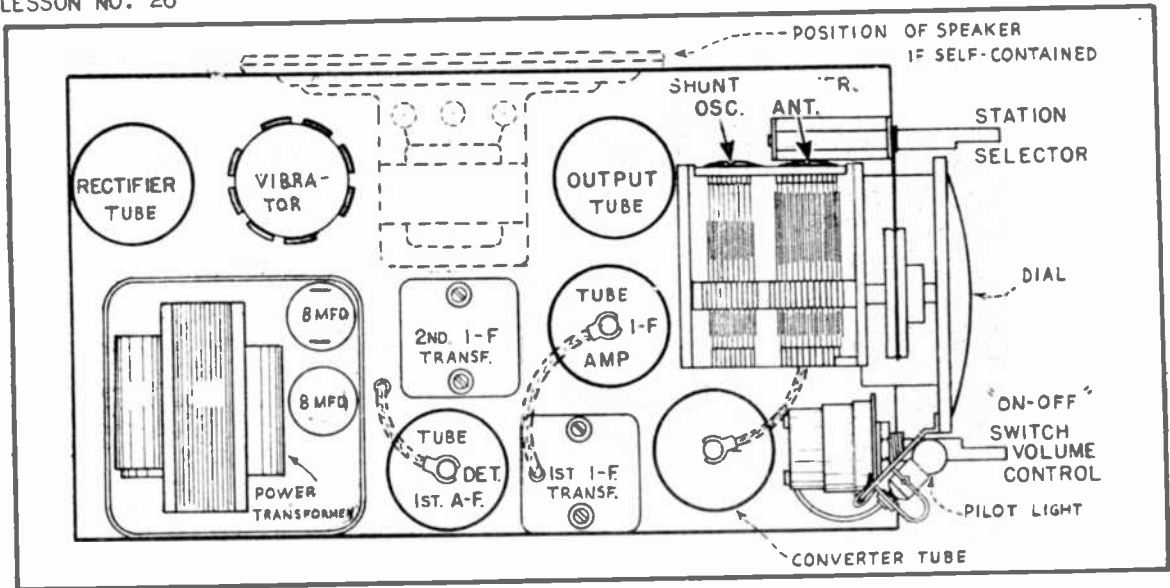 LESSON NO. 26
POSITION OF SPEAKER
IF SELF-CONTAINED
SHUNT
OSC.
ANT.
STATION
SELECTOR
RECTIFIER
TUBE
VIBRA-
TOR
OUTPUT
TUBE
DIAL
8 MFD
8 MFD
2ND. I-F
TRANSF.
TUBE
I-F
AMP
"ON-OFF"
SWITCH
VOLUME
CONTROL
TUBE
DET.
1ST. A-F.
1ST I-F.
TRANSF.
POWER
TRANSFORMER
PILOT LIGHT
CONVERTER TUBE